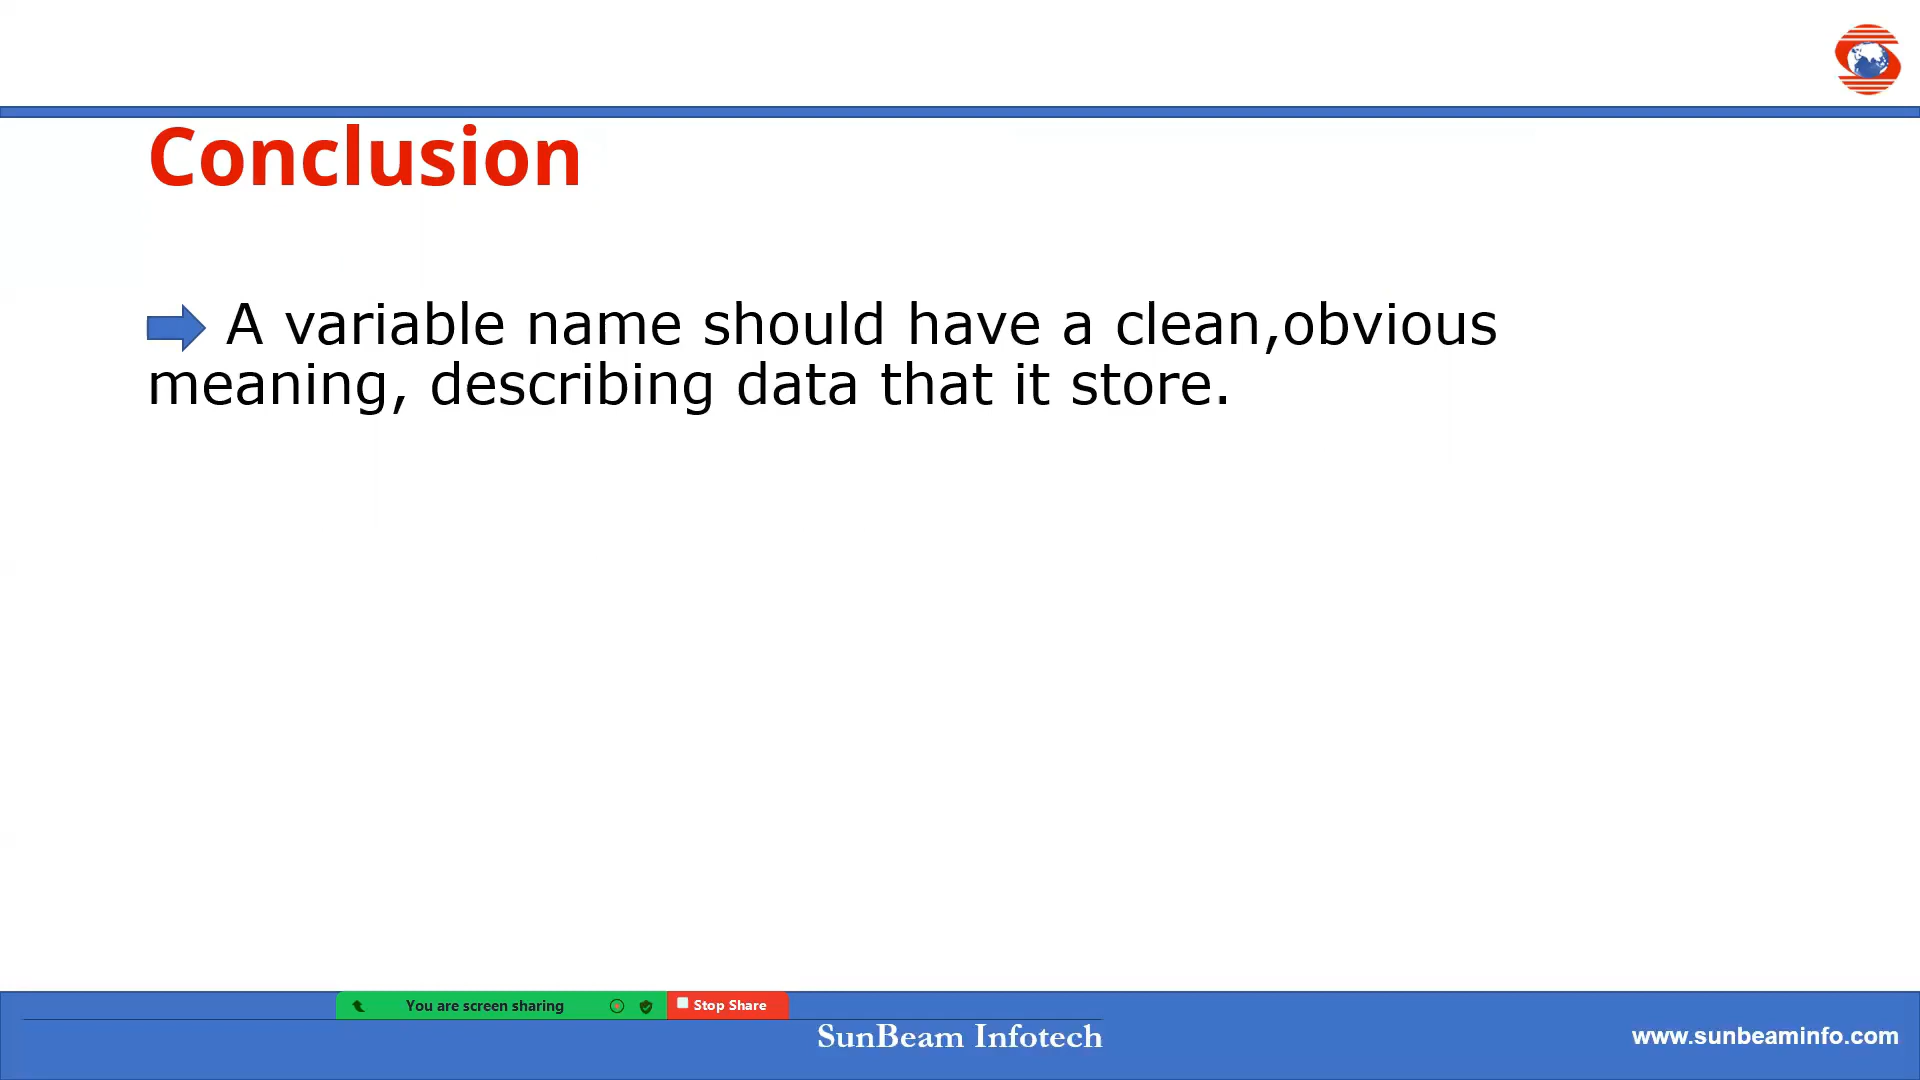 Conclusion
A variable name should have a clean,obvious
meaning, describing data that it store.
You are screen sharing
Stop Share
SunBeam Infotech
www.sunbeaminfo.com